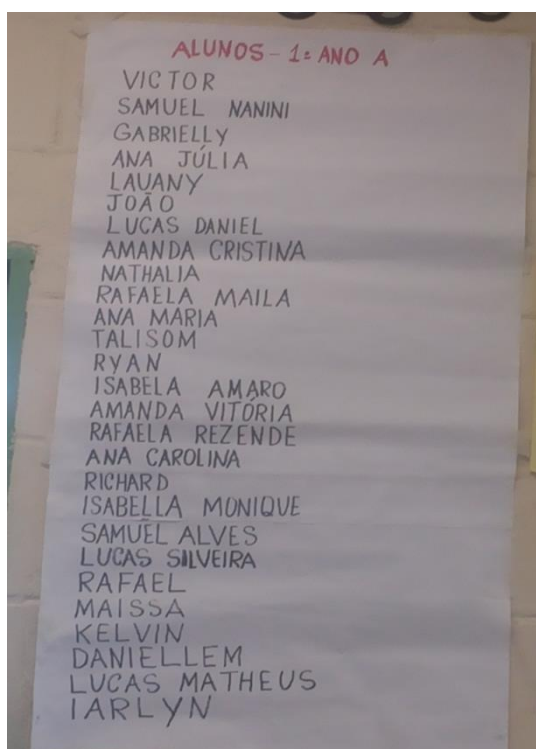 ALUNOS - 1º ANO A
VICTOR
SAMUEL NANINI
GABRIELLY
ANA JÚLIA
LAUANY
JOÃO
LUCAS DANIEL
AMANDA CRISTINA
NATHALIA
RAFAELA MAILA
ANA MARIA
TALISOM
RYAN
ISABELA AMARO
AMANDA VITÓRIA
RAFAELA REZENDE
ANA CAROLINA
RICHARD
ISABELLA MONIQUE
SAMUEL ALVES
LUCAS SILVEIRA
RAFAEL
MAISSA
KELVIN
DANIELLEM
LUCAS MATHEUS
IARLYN